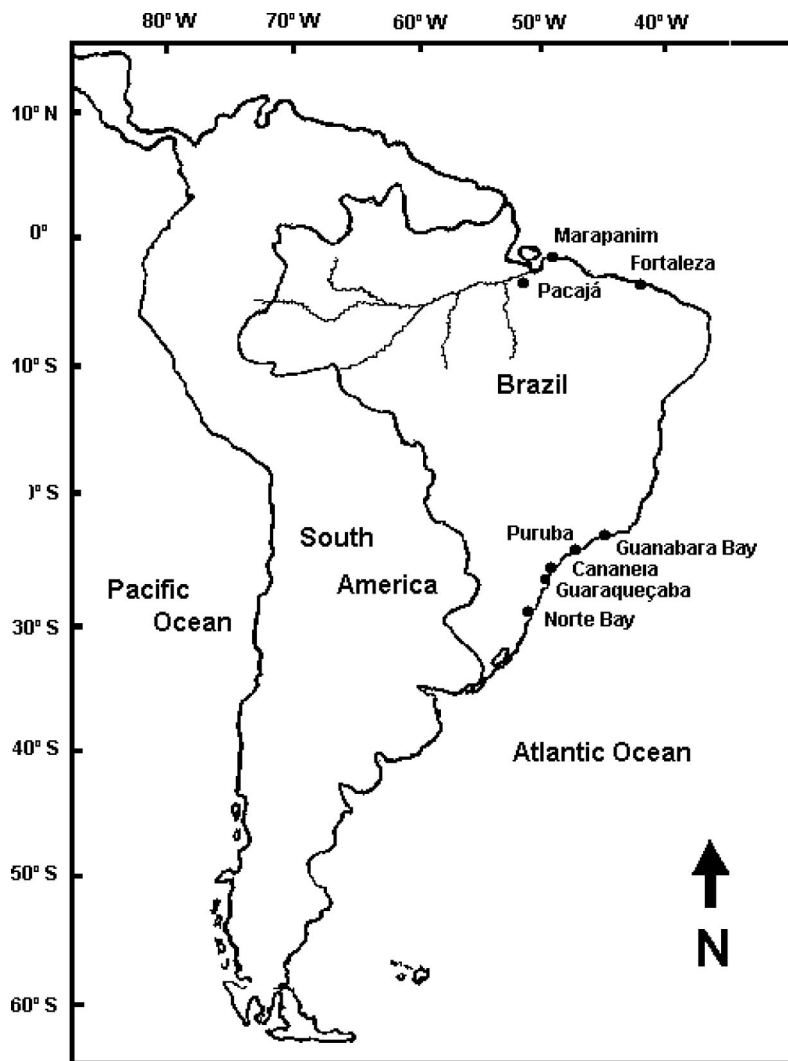 80° W 70° W 60° W 50° W 40° W
10° N
0°
10° S
)° S
30° S
40° S
50° S
60° S
Marapanim
Fortaleza
Pacajá
Brazil
Puruba
Guanabara Bay
Cananeia
Guaraqueçaba
Norte Bay
South
America
Pacific
Ocean
Atlantic Ocean
N